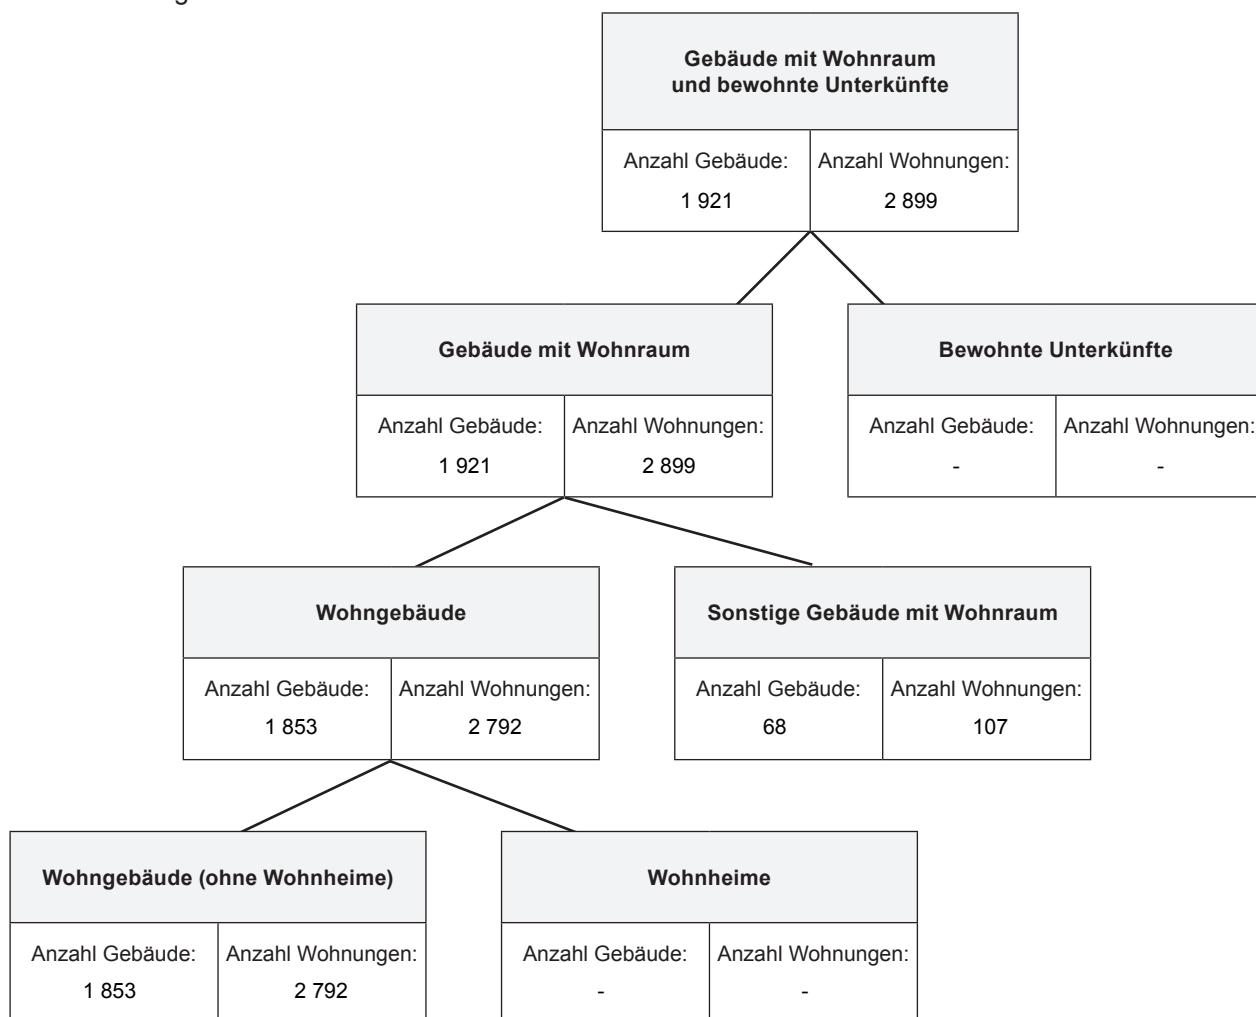 Gebäude mit Wohnraum
und bewohnte Unterkünfte
Anzahl Gebäude: Anzahl Wohnungen:
1 921 2 899
Gebäude mit Wohnraum
Anzahl Gebäude: Anzahl Wohnungen:
1 921 2 899
Bewohnte Unterkünfte
Anzahl Gebäude: Anzahl Wohnungen:
- -
Wohngebäude
Anzahl Gebäude: Anzahl Wohnungen:
1 853 2 792
Sonstige Gebäude mit Wohnraum
Anzahl Gebäude: Anzahl Wohnungen:
68 107
Wohngebäude (ohne Wohnheime)
Anzahl Gebäude: Anzahl Wohnungen:
1 853 2 792
Wohnheime
Anzahl Gebäude: Anzahl Wohnungen:
- -